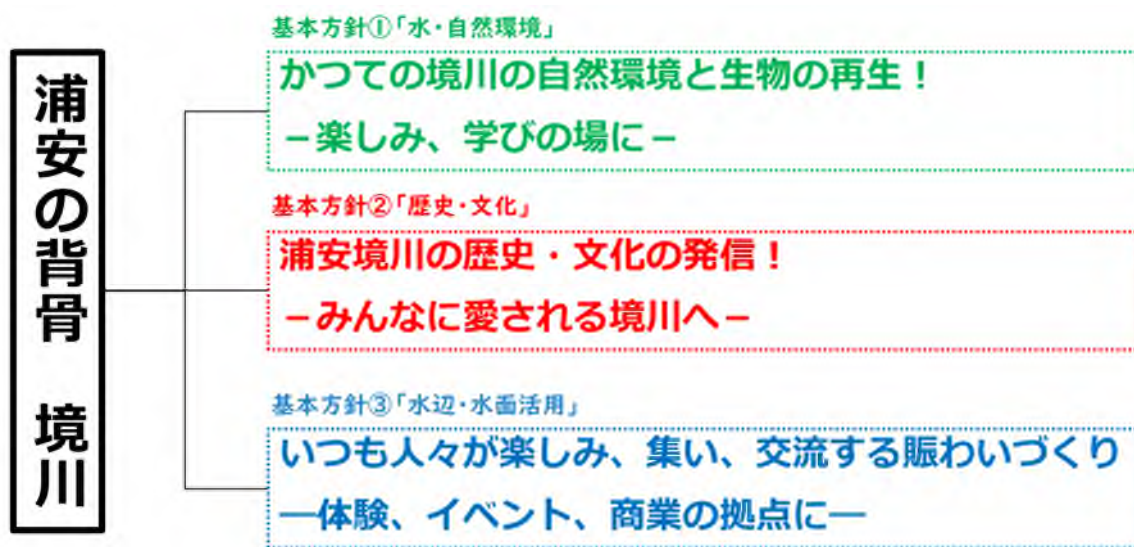 浦安の背骨　境川
基本方針①「水・自然環境」
かつての境川の自然環境と生物の再生！
－楽しみ、学びの場に－
基本方針②「歴史・文化」
浦安境川の歴史・文化の発信！
－みんなに愛される境川へ－
基本方針③「水辺・水面活用」
いつも人々が楽しみ、集い、交流する賑わいづくり
―体験、イベント、商業の拠点に―